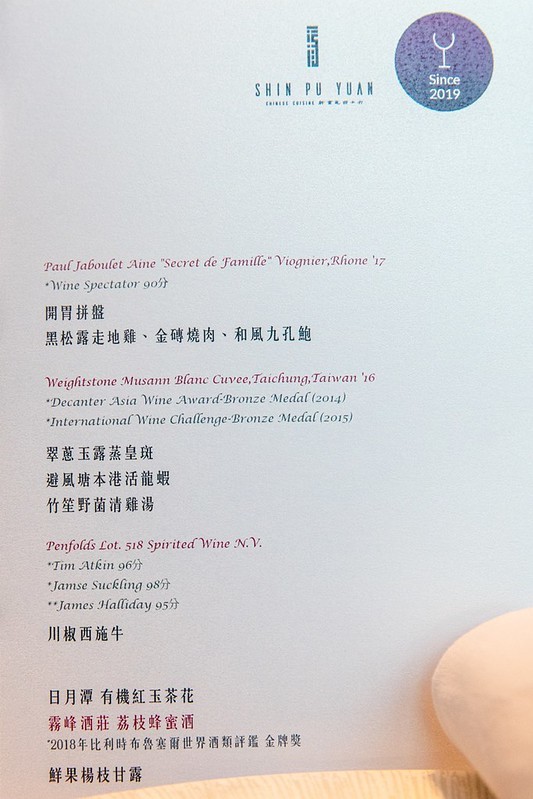 SHIN PU YUAN
CHINESE CUISINE
Since
2019
Paul Jaboulet Aine "Secret de Famille" Viognier,Rhone '17
*Wine Spectator 90分
開胃拼盤
黑松露走地雞、金磚燒肉、和風九孔鮑
Weightstone Musann Blanc Cuvee,Taichung,Taiwan '16
*Decanter Asia Wine Award-Bronze Medal (2014)
*International Wine Challenge-Bronze Medal (2015)
翠蔥玉露蒸皇斑
避風塘本港活龍蝦
竹笙野菌清雞湯
Penfolds Lot. 518 Spirited Wine N.V.
*Tim Atkin 96分
*Jamse Suckling 98分
**James Halliday 95分
川椒西施牛
日月潭 有機紅玉茶花
霧峰酒莊 荔枝蜂蜜酒
*2018年比利時布魯塞爾世界酒類評鑑 金牌獎
鮮果楊枝甘露